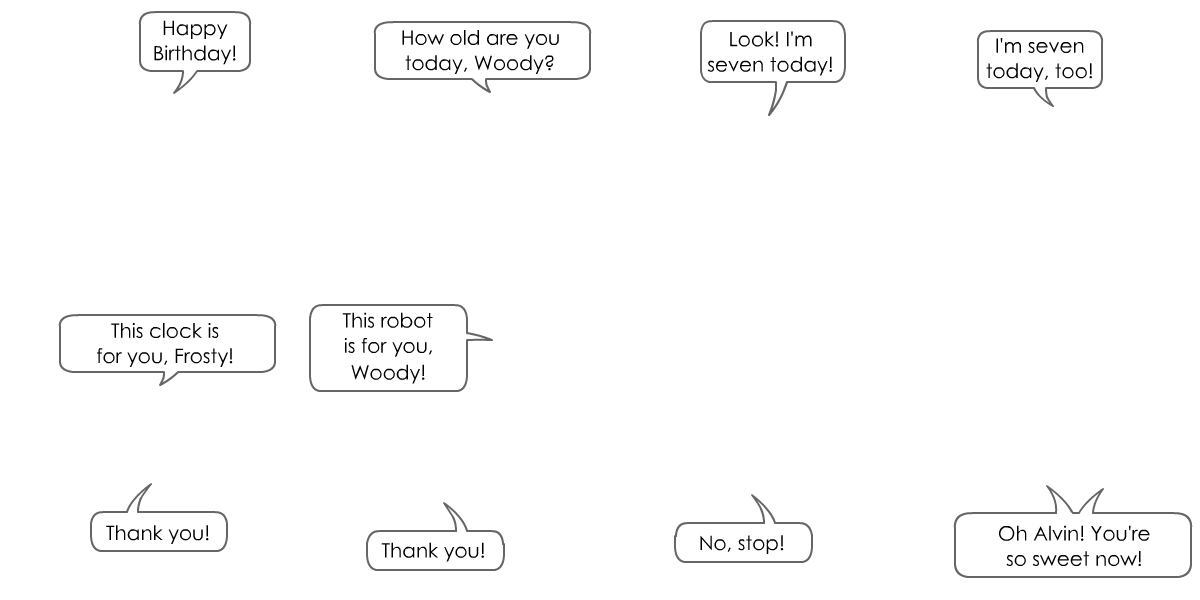 Happy
Birthday!
How old are you
today, Woody?
Look! I'm
seven today!
I'm seven
today, too!
This clock is
for you, Frosty!
Thank you!
This robot
is for you,
Woody!
Thank you!
No, stop!
Oh Alvin! You're
so sweet now!